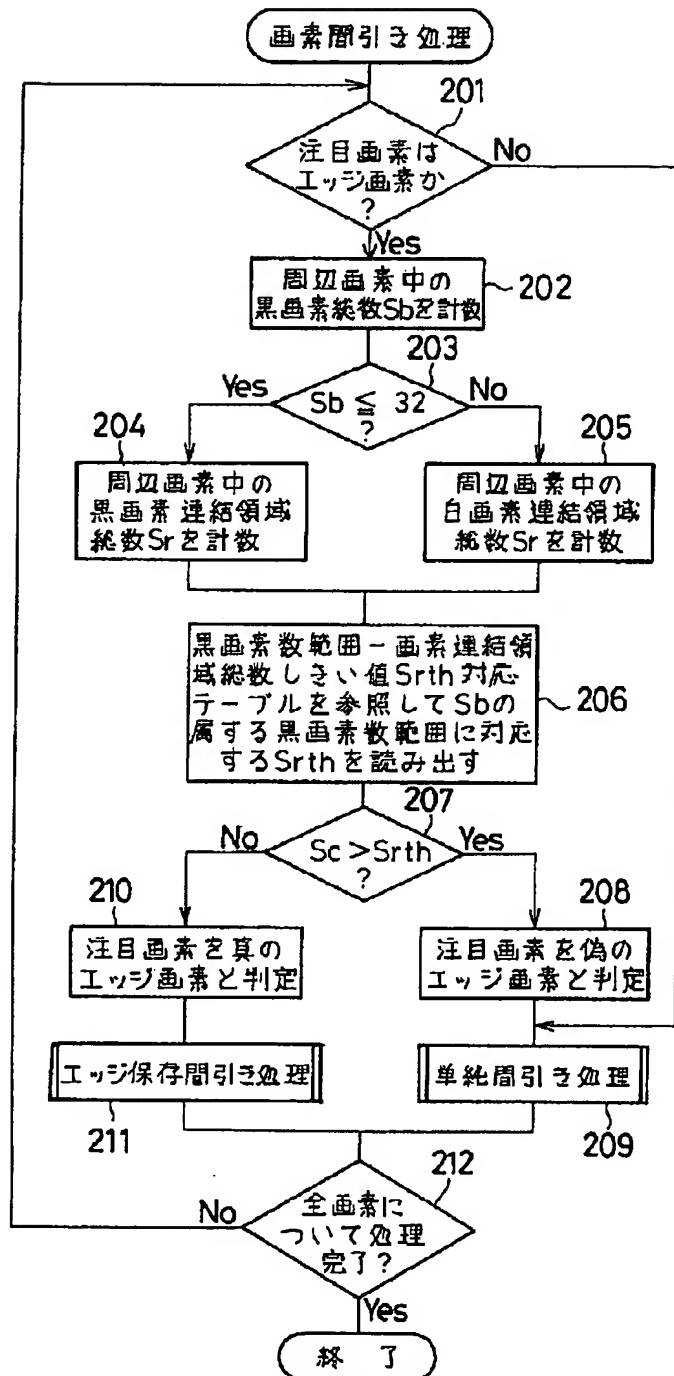 画素間引き処理
201
注目画素は
エッジ画素か
?
No
Yes
周辺画素中の
黒画素総数Sbを計数
202
203
Yes
Sb ≦ 32
?
No
204
周辺画素中の
黒画素連結領域
総数Srを計数
205
周辺画素中の
白画素連結領域
総数Srを計数
黒画素数範囲-画素連結領
域総数しきい値Srth対応
テーブルを参照してSbの
属する黒画素数範囲に対応
するSrthを読み出す
206
207
No
Sc>Srth
?
Yes
210
注目画素を真の
エッジ画素と判定
208
注目画素を偽の
エッジ画素と判定
エッジ保存間引き処理
211
単純間引き処理
209
212
No
全画素に
ついて処理
完了?
Yes
終 了